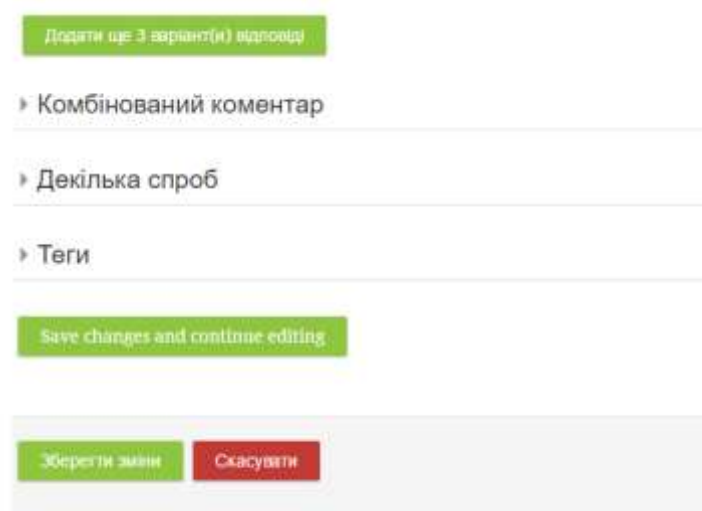 Додати ще 3 варіант(и) відповіді
Комбінований коментар
Декілька спроб
Теги
Save changes and continue editing
Зберегти зміни
Скасувати